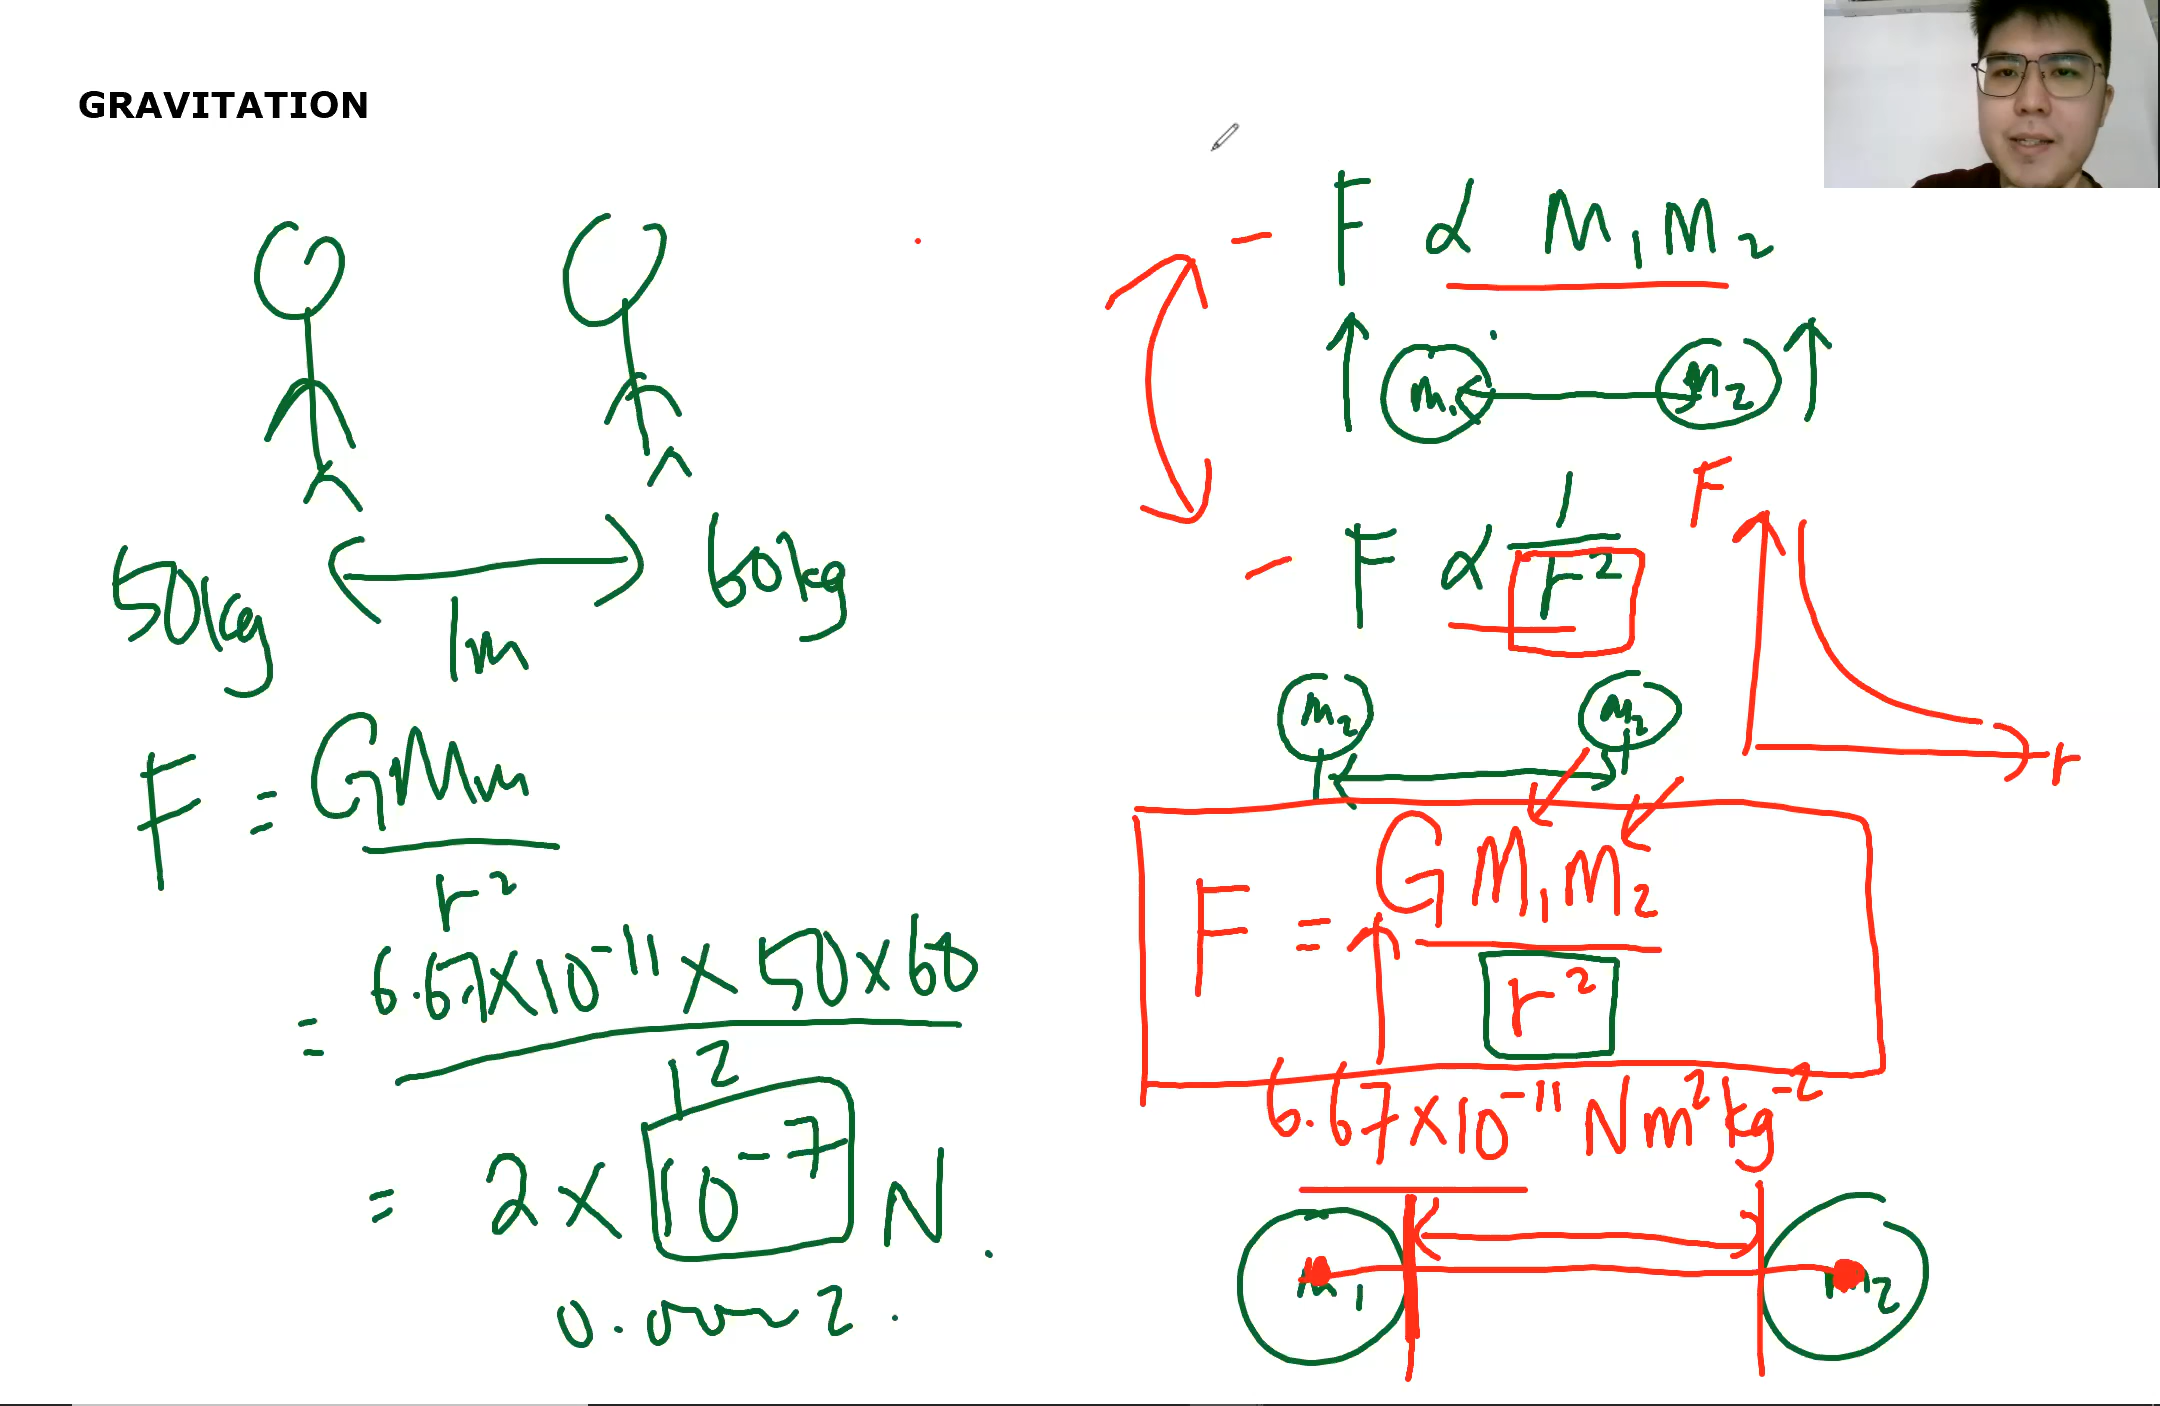 GRAVITATION
50kg
1m
60kg
F = GMm
r²
= 6.67×10⁻¹¹ × 50×60
1²
= 2 × 10⁻⁷ N.
- F ∝ M₁M₂
m₁
m₂
- F ∝ 1
r²
F
r
m₂
m₂
F = GM₁M₂
r²
6.67×10⁻¹¹ Nm²kg⁻²
m₁
m₂